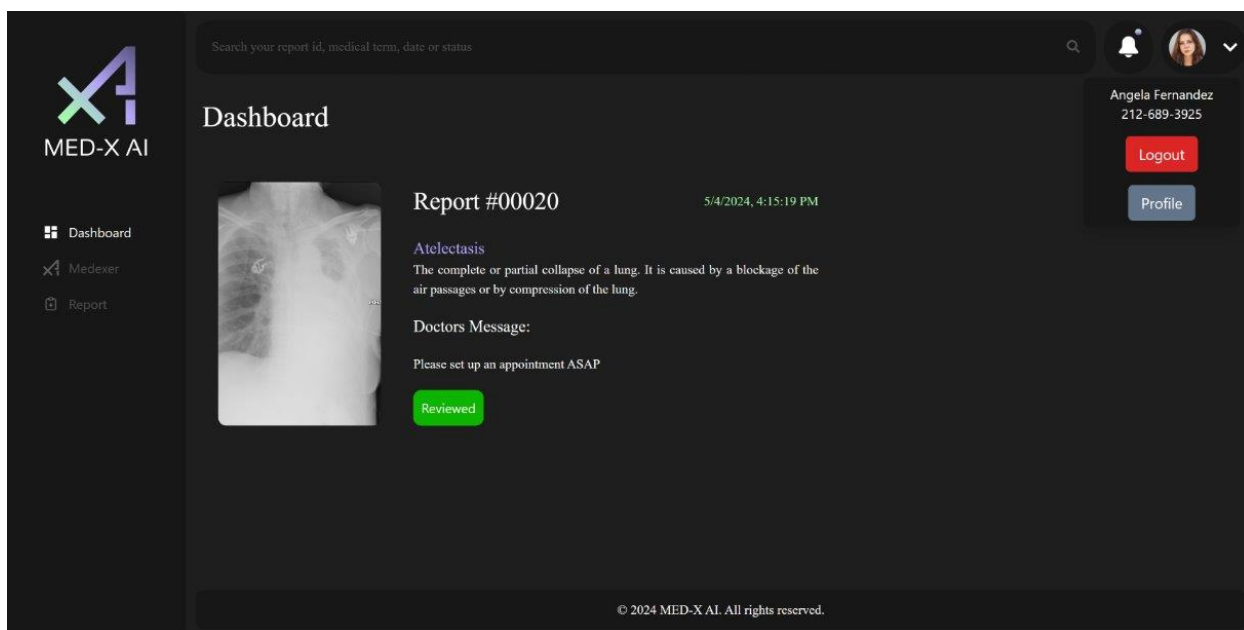 MED-X AI
Dashboard
Medexer
Report
Search your report id, medical term, date or status
Angela Fernandez
212-689-3925
Logout
Profile
Dashboard
Report #00020
5/4/2024, 4:15:19 PM
Atelectasis
The complete or partial collapse of a lung. It is caused by a blockage of the
air passages or by compression of the lung.
Doctors Message:
Please set up an appointment ASAP
Reviewed
© 2024 MED-X AI. All rights reserved.